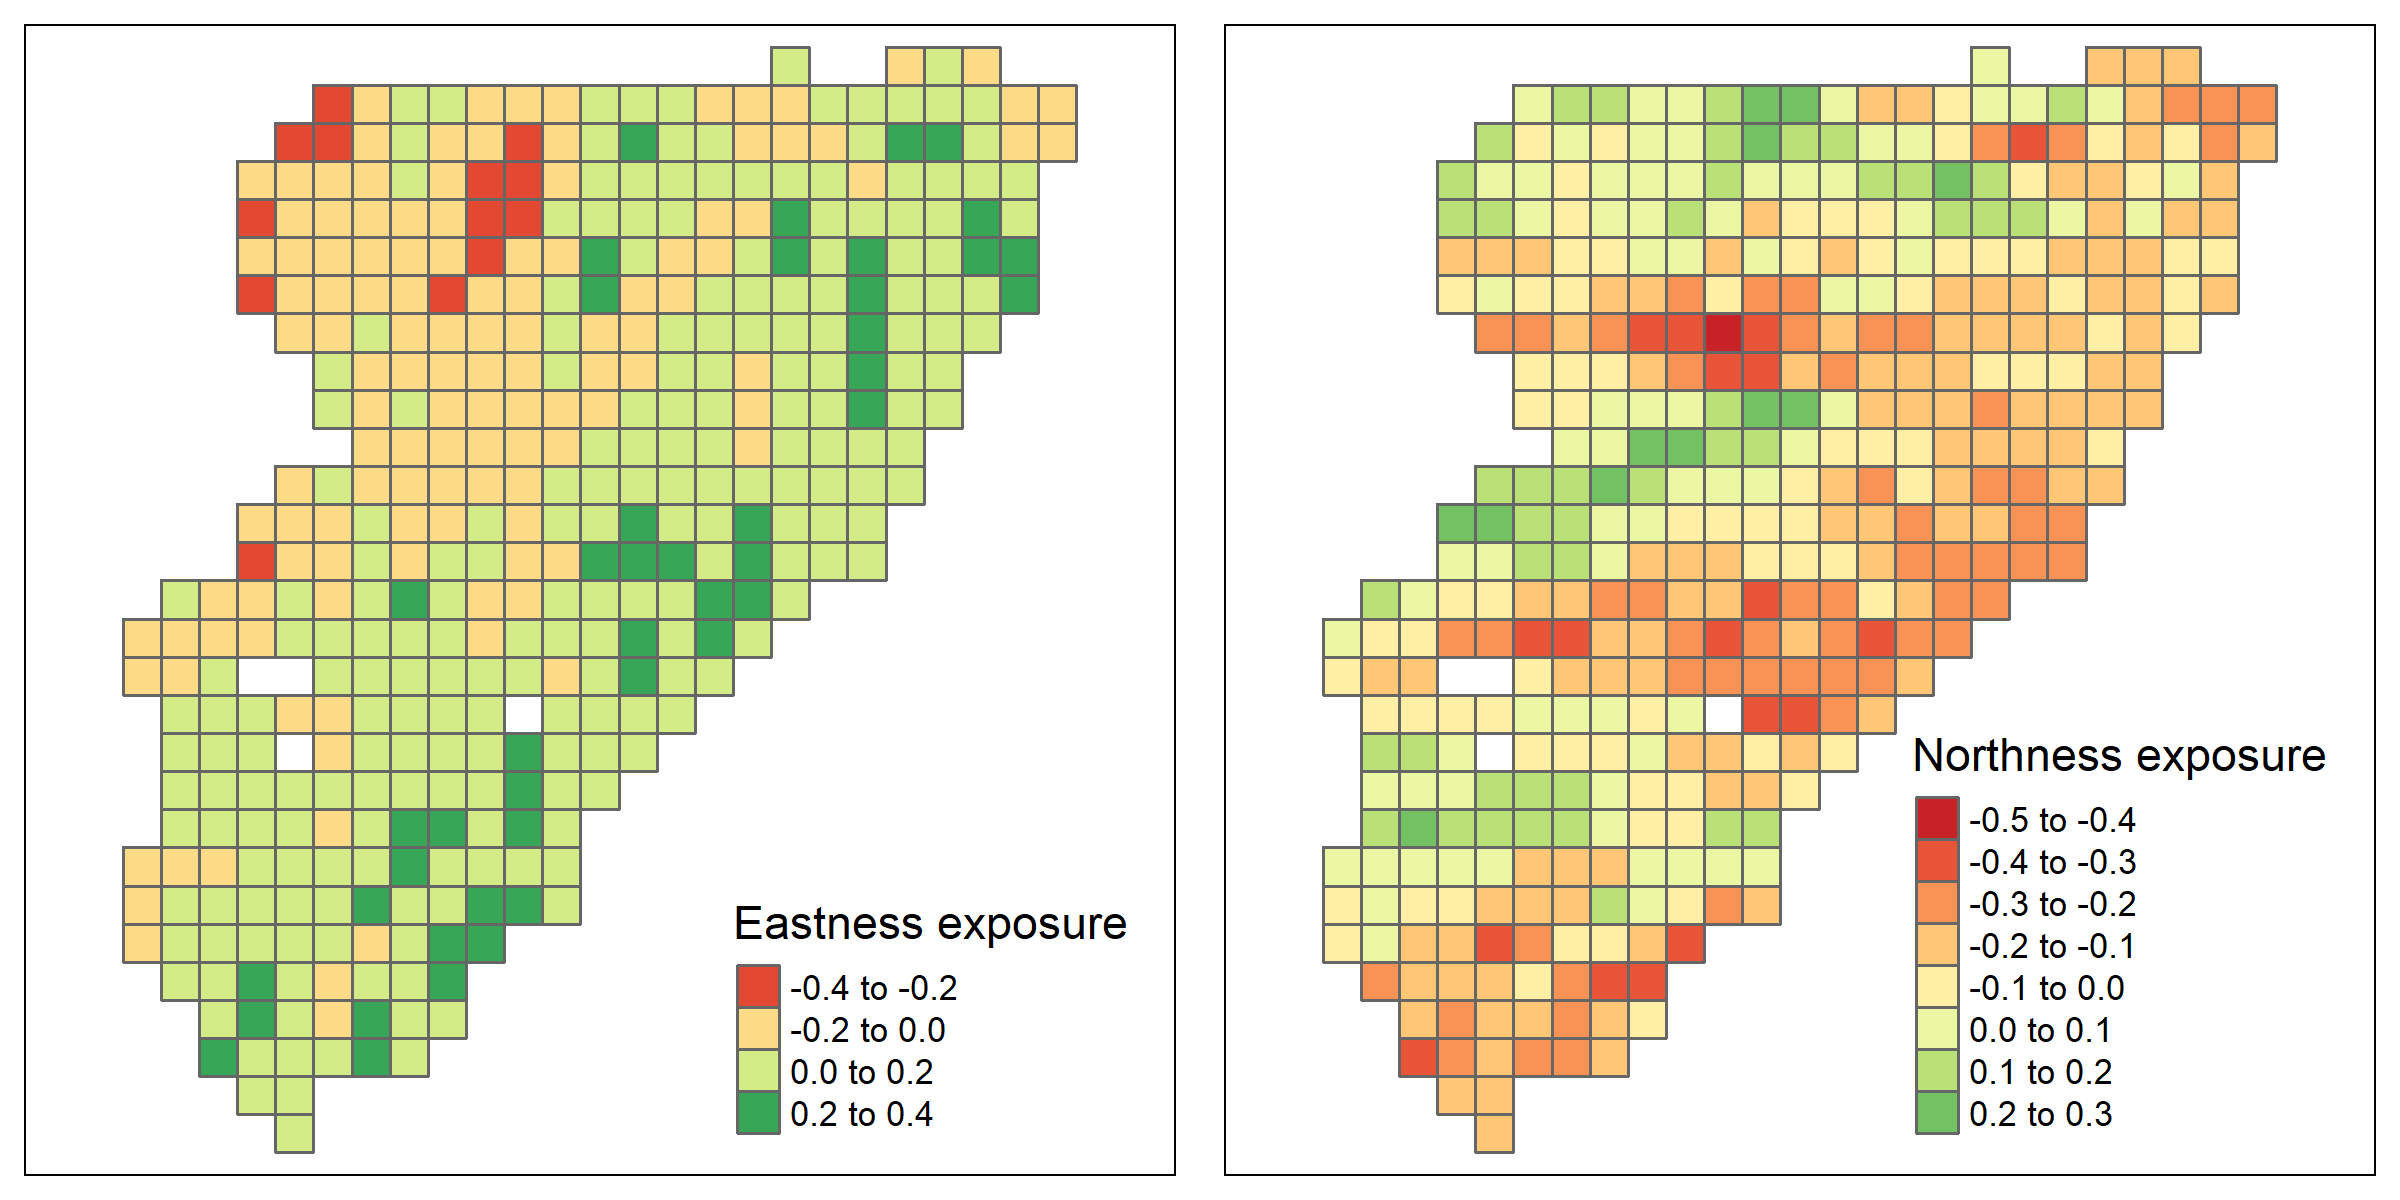 Eastness exposure
-0.4 to -0.2
-0.2 to 0.0
0.0 to 0.2
0.2 to 0.4
Northness exposure
-0.5 to -0.4
-0.4 to -0.3
-0.3 to -0.2
-0.2 to -0.1
-0.1 to 0.0
0.0 to 0.1
0.1 to 0.2
0.2 to 0.3